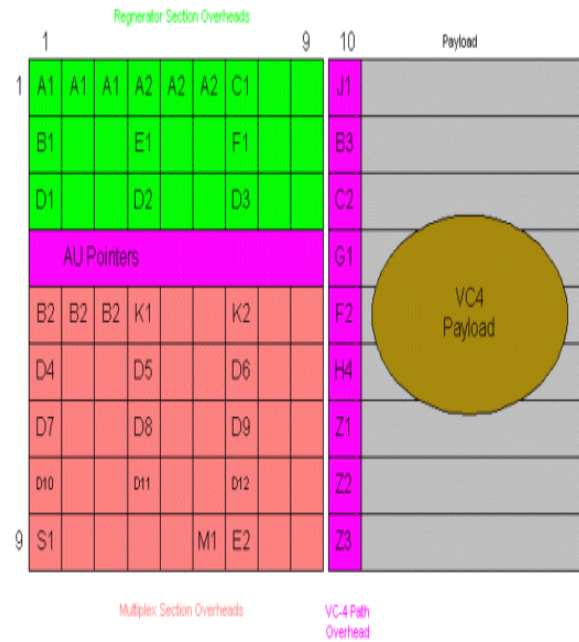 Regnerator Section Overheads
1 9 10 Payload
1 A1 A1 A1 A2 A2 A2 C1 J1
B1 E1 F1 B3
D1 D2 D3 C2
AU Pointers G1
B2 B2 B2 K1 K2 F2
VC4
Payload
D4 D5 D6 H4
D7 D8 D9 Z1
D10 D11 D12 Z2
9 S1 M1 E2 Z3
Multiplex Section Overheads
VC-4 Path
Overhead